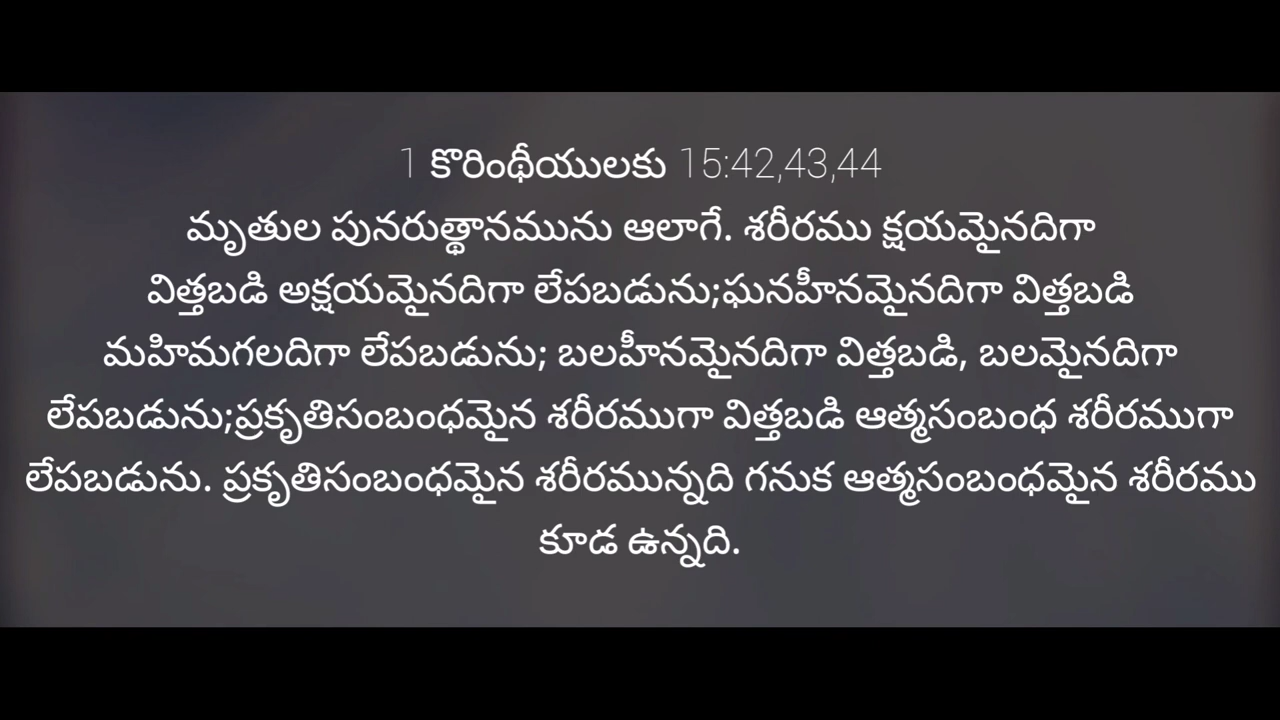 1 కొరింథీయులకు 15:42,43,44
మృతుల పునరుత్థానమును ఆలాగే. శరీరము క్షయమైనదిగా
విత్తబడి అక్షయమైనదిగా లేపబడును;ఘనహీనమైనదిగా విత్తబడి
మహిమగలదిగా లేపబడును; బలహీనమైనదిగా విత్తబడి, బలమైనదిగా
లేపబడును;ప్రకృతిసంబంధమైన శరీరముగా విత్తబడి ఆత్మసంబంధ శరీరముగా
లేపబడును. ప్రకృతిసంబంధమైన శరీరమున్నది గనుక ఆత్మసంబంధమైన శరీరము
కూడ ఉన్నది.